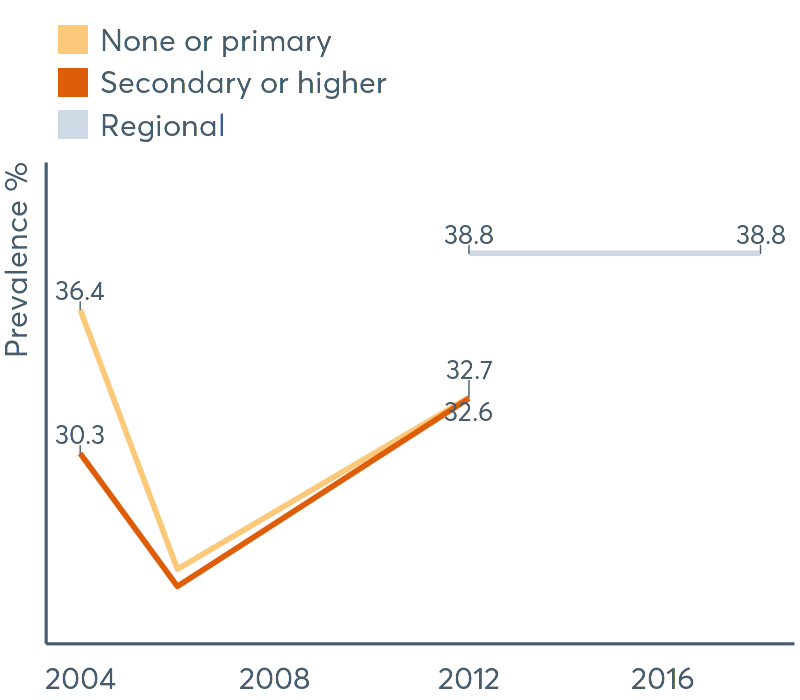 None or primary
Secondary or higher
Regional
Prevalence %
38.8
38.8
36.4
32.7
32.6
30.3
2004
2008
2012
2016